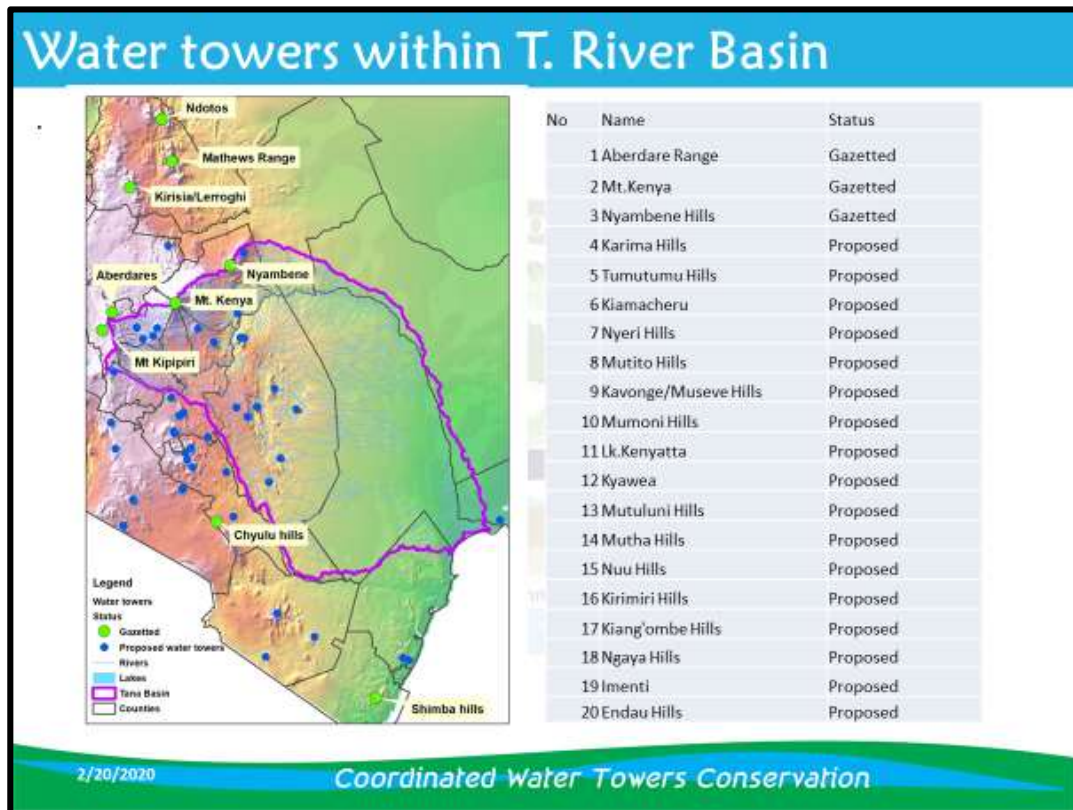 Water towers within T. River Basin
Ndotos
Mathews Range
Kirisia/Lerroghi
Aberdares
Nyambene
Mt. Kenya
Mt Kipipiri
Chyulu hills
Shimba hills
Legend
Water towers
Status
Gazetted
Proposed water towers
Rivers
Lakes
Tana Basin
Counties
No Name Status
1 Aberdare Range Gazetted
2 Mt.Kenya Gazetted
3 Nyambene Hills Gazetted
4 Karima Hills Proposed
5 Tumutumu Hills Proposed
6 Kiamacheru Proposed
7 Nyeri Hills Proposed
8 Mutito Hills Proposed
9 Kavonge/Museve Hills Proposed
10 Mumoni Hills Proposed
11 Lk.Kenyatta Proposed
12 Kyawea Proposed
13 Mutuluni Hills Proposed
14 Mutha Hills Proposed
15 Nuu Hills Proposed
16 Kirimiri Hills Proposed
17 Kiang'ombe Hills Proposed
18 Ngaya Hills Proposed
19 Imenti Proposed
20 Endau Hills Proposed
2/20/2020 Coordinated Water Towers Conservation